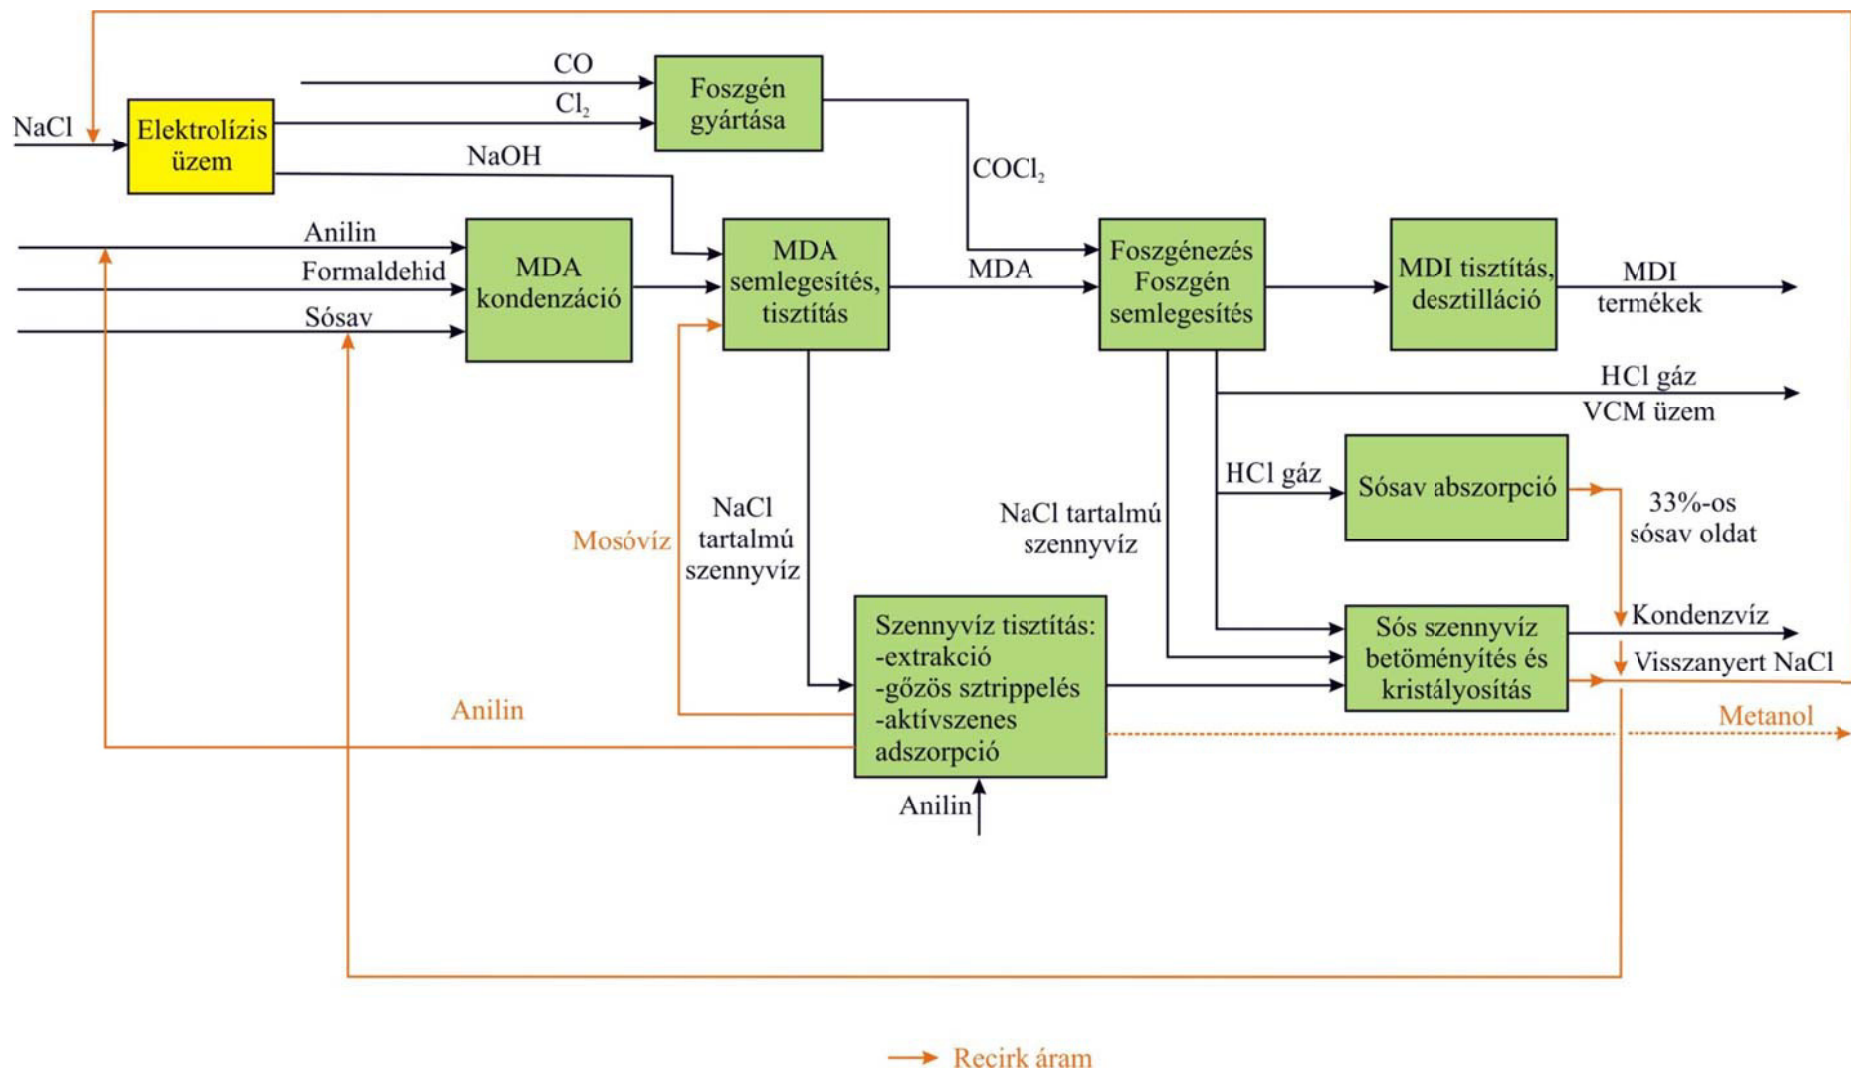 CO
Cl₂
Foszgén
gyártása
NaCl
Elektrolízis
üzem
NaOH
COCl₂
Anilin
Formaldehid
Sósav
MDA
kondenzáció
MDA
semlegesítés,
tisztítás
MDA
Foszgénezés
Foszgén
semlegesítés
MDI tisztítás,
desztilláció
MDI
termékek
HCl gáz
VCM üzem
HCl gáz
Sósav abszorpció
33%-os
sósav oldat
NaCl
tartalmú
szennyvíz
NaCl tartalmú
szennyvíz
Mosóvíz
Szennyvíz tisztítás:
-extrakció
-gőzös sztrippelés
-aktívszenes
adszorpció
Sós szennyvíz
betöményítés és
kristályosítás
Kondenzvíz
Visszanyert NaCl
Metanol
Anilin
Anilin
Recirk áram